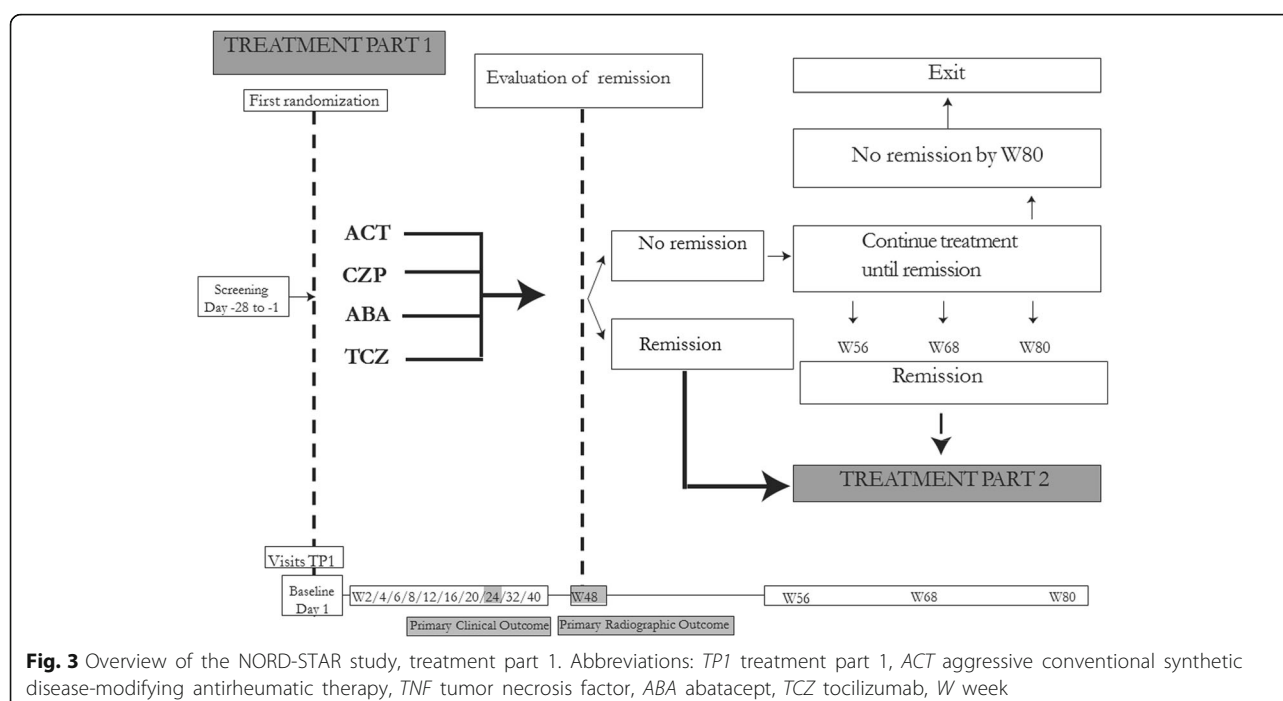 TREATMENT PART 1
First randomization
Evaluation of remission
Exit
No remission by W80
ACT
CZP
ABA
TCZ
Screening
Day -28 to -1
No remission
Continue treatment
until remission
Remission
W56 W68 W80
Remission
TREATMENT PART 2
Visits TP1
Baseline
Day 1
W2/4/6/8/12/16/20/24/32/40
W48
W56 W68 W80
Primary Clinical Outcome
Primary Radiographic Outcome
Fig. 3 Overview of the NORD-STAR study, treatment part 1. Abbreviations: TP1 treatment part 1, ACT aggressive conventional synthetic
disease-modifying antirheumatic therapy, TNF tumor necrosis factor, ABA abatacept, TCZ tocilizumab, W week